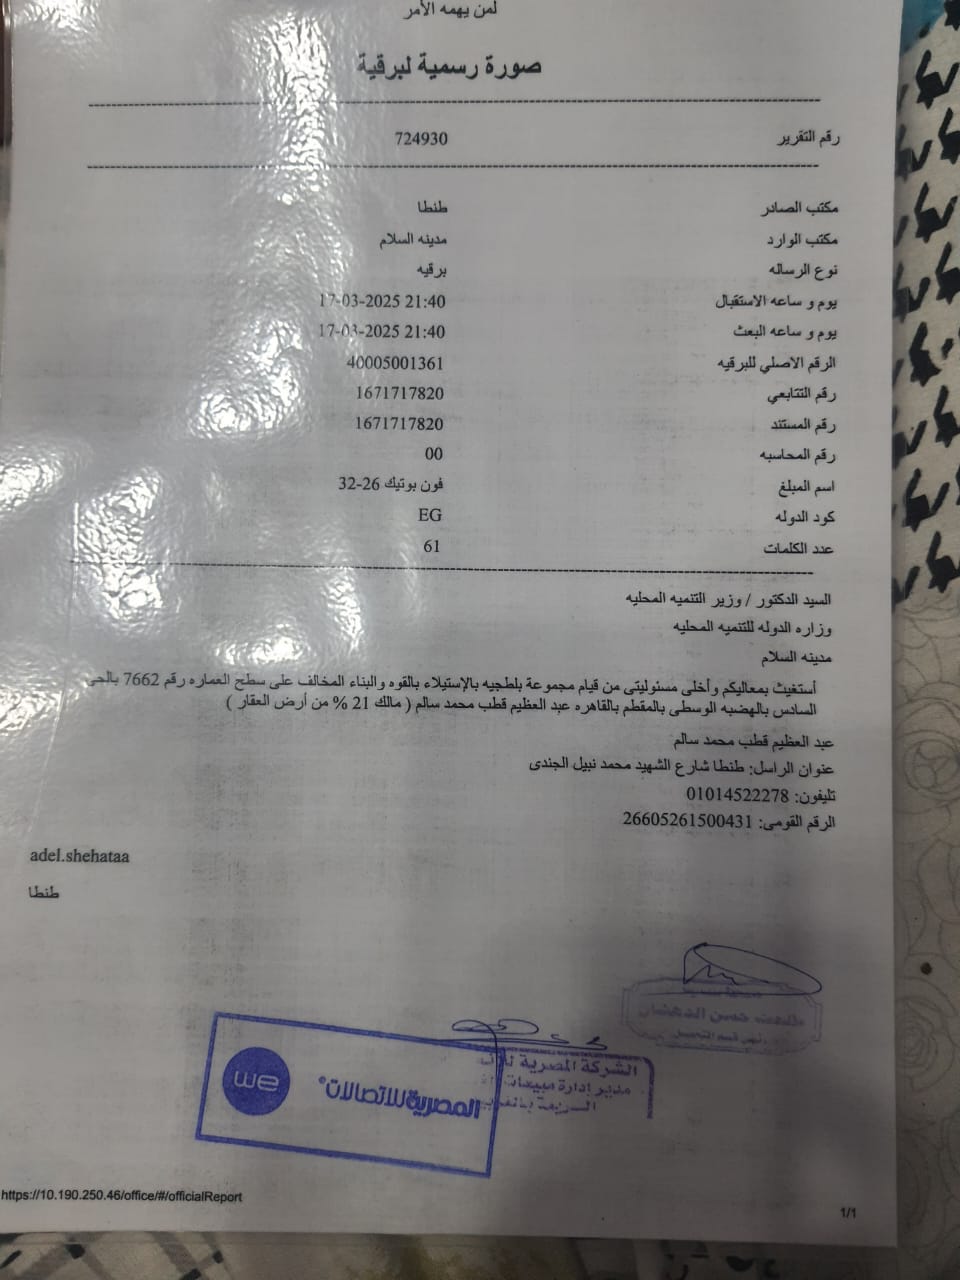 لمن يهمه الأمر
صورة رسمية لبرقية
رقم التقرير 724930
مكتب الصادر طنطا
مكتب الوارد مدينه السلام
نوع الرساله برقيه
يوم و ساعه الاستقبال 17-03-2025 21:40
يوم و ساعه البعث 17-03-2025 21:40
الرقم الاصلي للبرقيه 40005001361
رقم التتابعي 1671717820
رقم المستند 1671717820
رقم المحاسبه 00
اسم المبلغ فون بوتيك 26-32
كود الدوله EG
عدد الكلمات 61
السيد الدكتور / وزير التنميه المحليه
وزاره الدوله للتنميه المحليه
مدينه السلام
أستغيث بمعاليكم وأخلى مسئوليتى من قيام مجموعة بلطجيه بالإستيلاء بالقوه والبناء المخالف على سطح العماره رقم 7662 بالحى
السادس بالهضبه الوسطى بالمقطم بالقاهره عبد العظيم قطب محمد سالم ( مالك 21 % من أرض العقار )
عبد العظيم قطب محمد سالم
عنوان الراسل: طنطا شارع الشهيد محمد نبيل الجندى
تليفون: 01014522278
الرقم القومى: 26605261500431
adel.shehataa
طنطا
الشركة المصرية
مدير إدارة مبيعات
we المصرية للاتصالات
https://10.190.250.46/office/#/officialReport
1/1